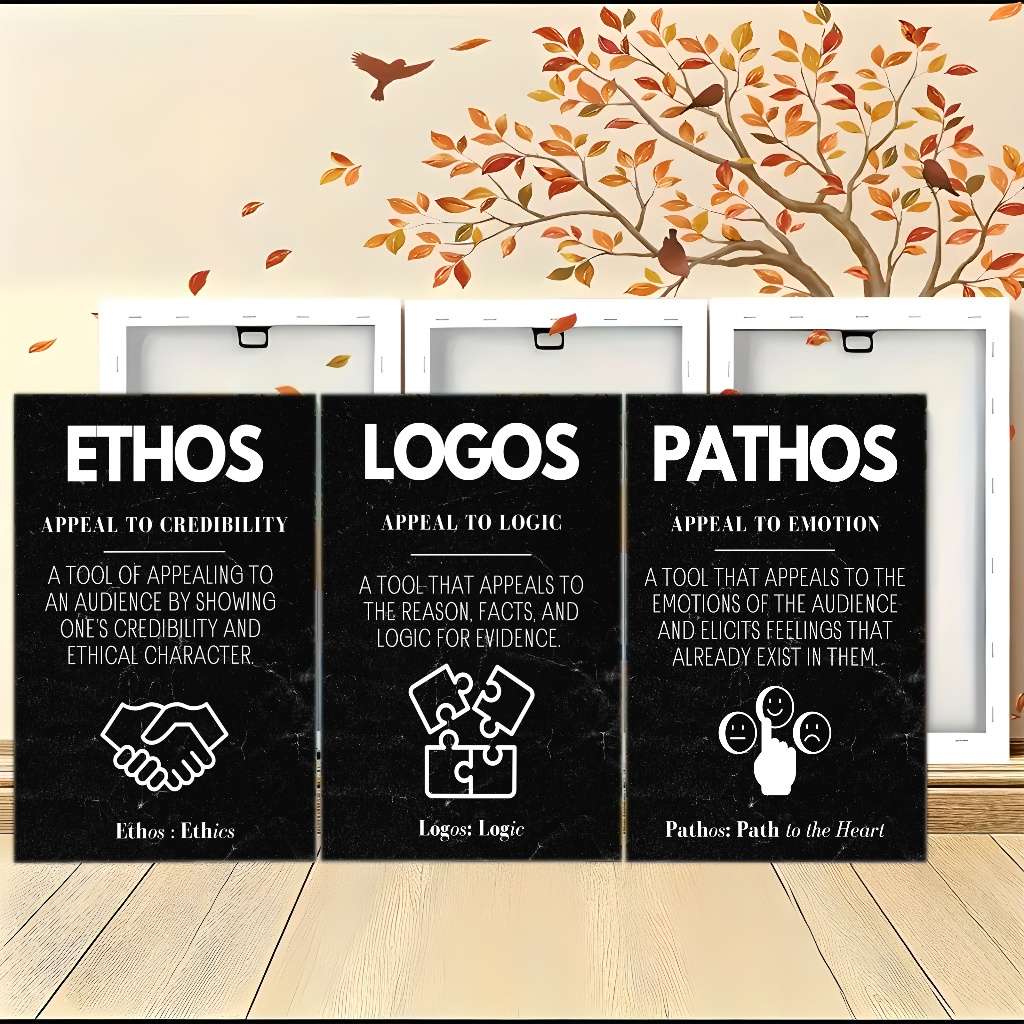 ETHOS
APPEAL TO CREDIBILITY
A TOOL OF APPEALING TO
AN AUDIENCE BY SHOWING
ONE'S CREDIBILITY AND
ETHICAL CHARACTER.
Ethos : Ethics
LOGOS
APPEAL TO LOGIC
A TOOL THAT APPEALS TO
THE REASON, FACTS, AND
LOGIC FOR EVIDENCE.
Logos: Logic
PATHOS
APPEAL TO EMOTION
A TOOL THAT APPEALS TO THE
EMOTIONS OF THE AUDIENCE
AND ELICITS FEELINGS THAT
ALREADY EXIST IN THEM.
Pathos: Path to the Heart